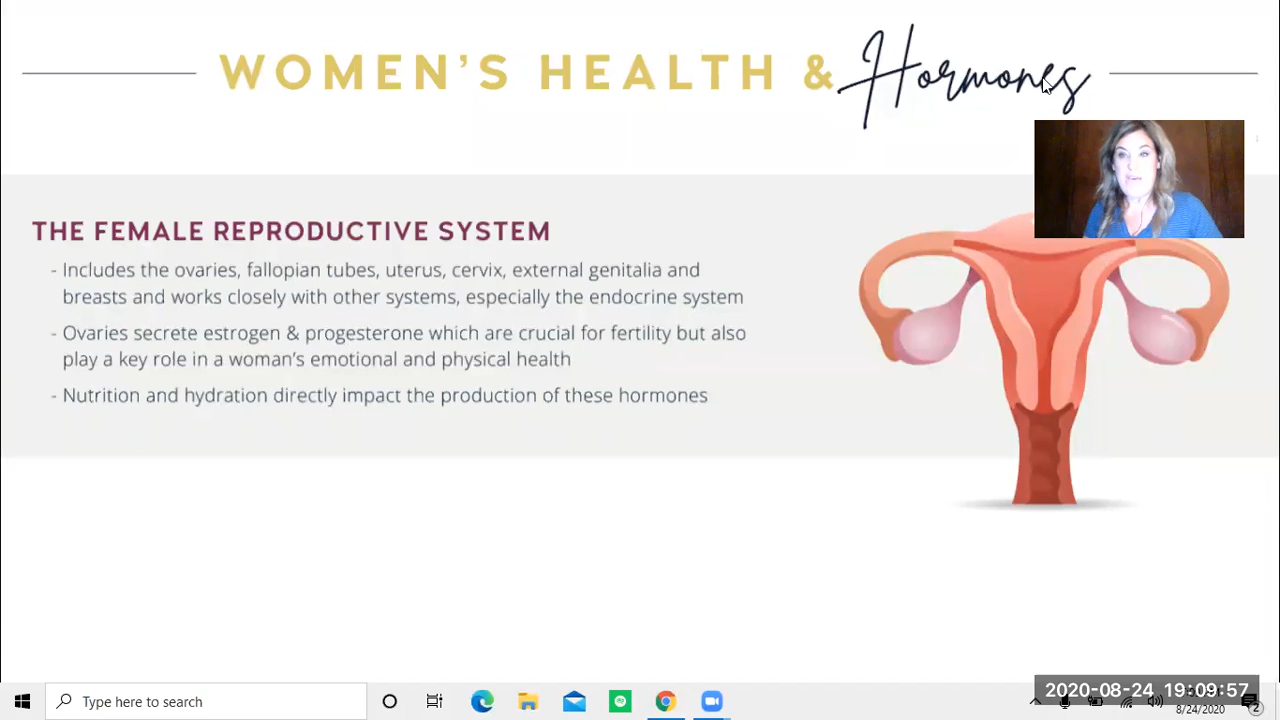 WOMEN'S HEALTH & Hormones
THE FEMALE REPRODUCTIVE SYSTEM
- Includes the ovaries, fallopian tubes, uterus, cervix, external genitalia and
breasts and works closely with other systems, especially the endocrine system
- Ovaries secrete estrogen & progesterone which are crucial for fertility but also
play a key role in a woman's emotional and physical health
- Nutrition and hydration directly impact the production of these hormones
Type here to search
2020-08-24 19:09:57
8/24/2020
2